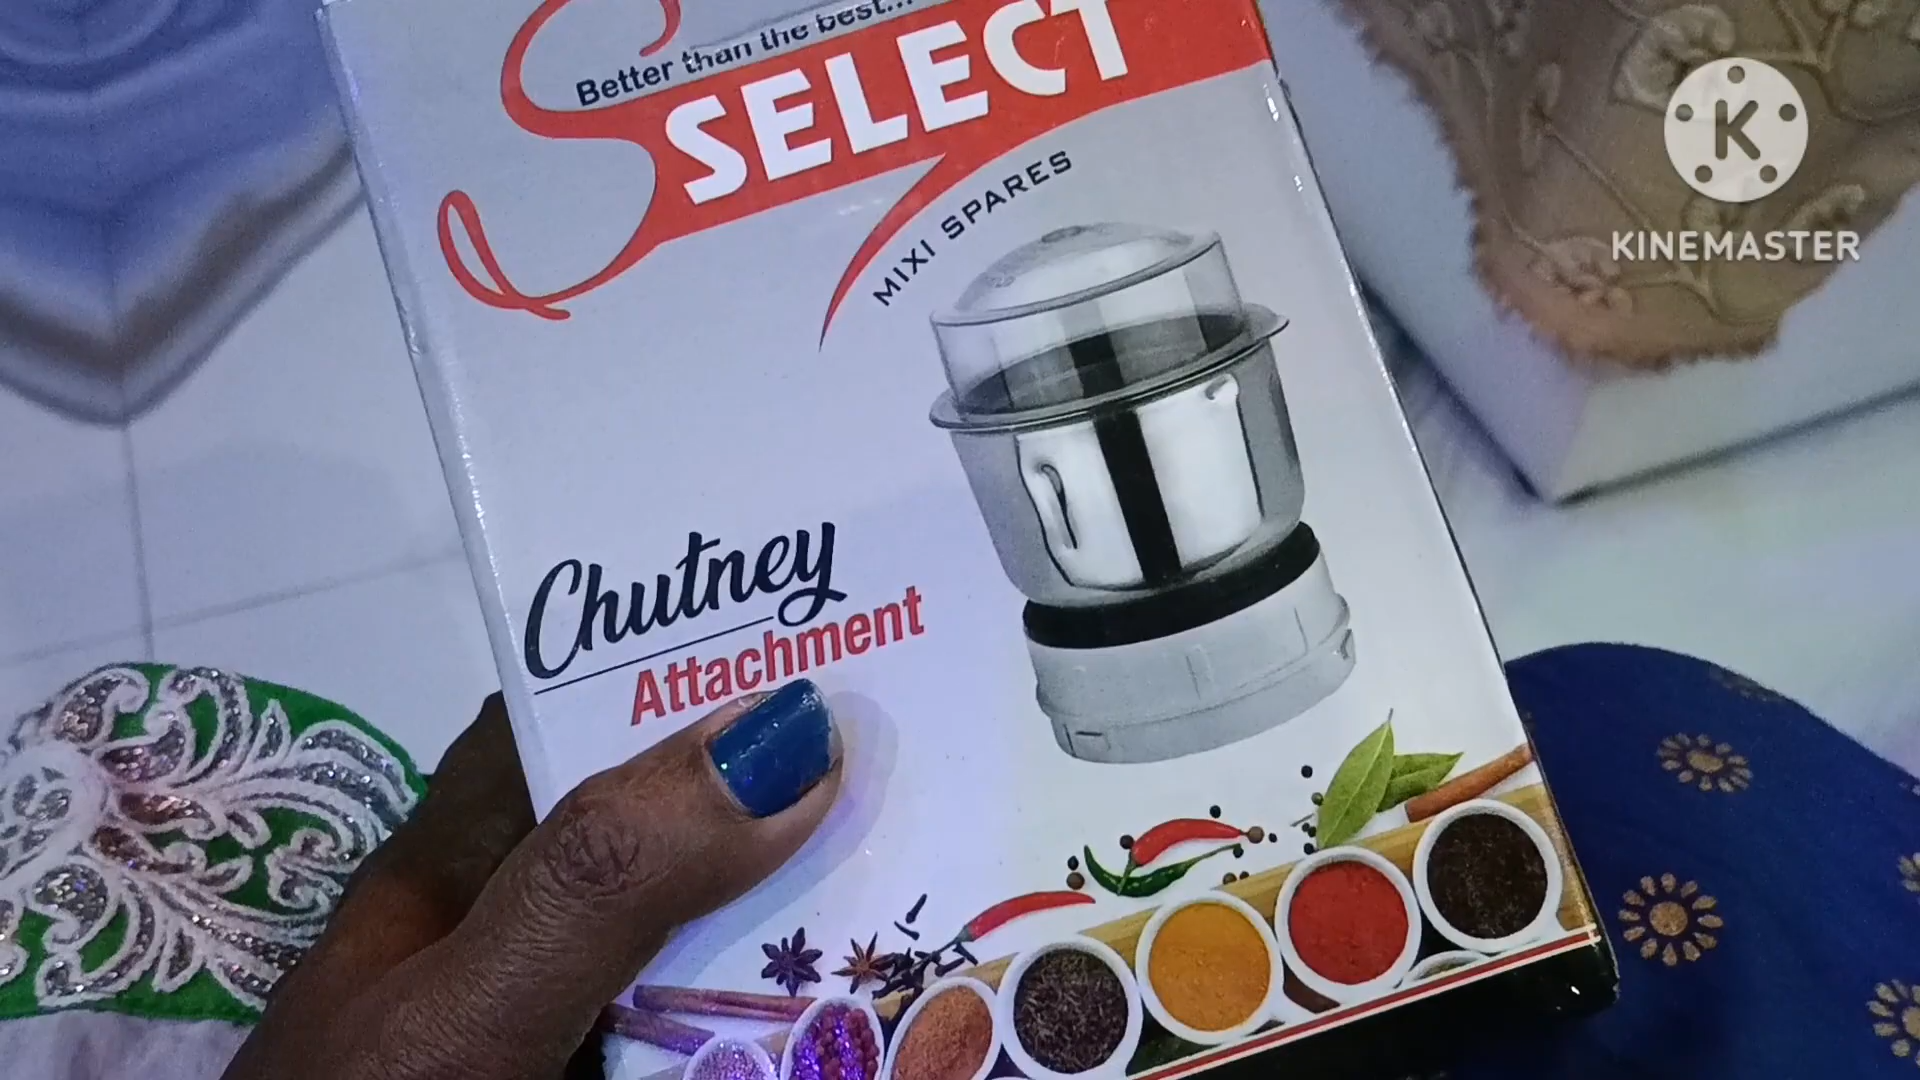 Better than the best...
SELECT
MIXI SPARES
Chutney
Attachment
K
KINEMASTER